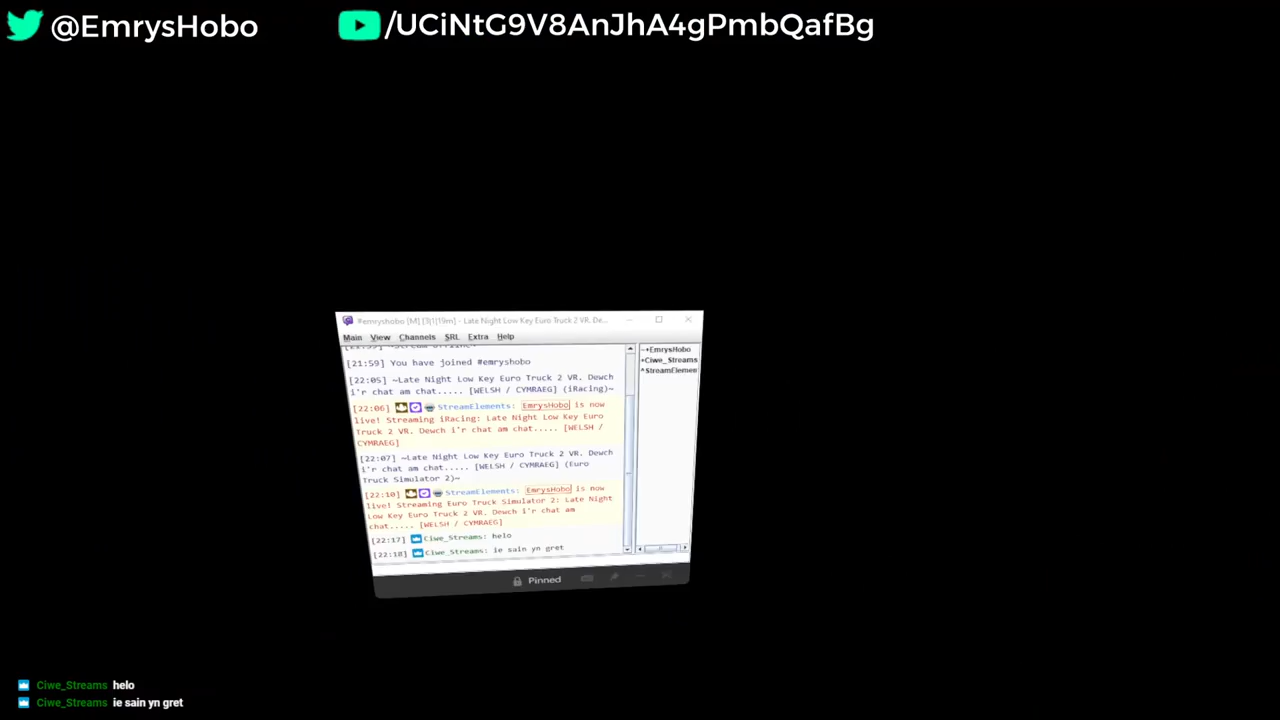 @EmrysHobo
/UCiNtG9V8AnJhA4gPmbQafBg
#emryshobo [M] [3|1|19m] - Late Night Low Key Euro Truck 2 VR. De...
Main View Channels SRL Extra Help
[21:59] You have joined #emryshobo
[22:05] ~Late Night Low Key Euro Truck 2 VR. Dewch
i'r chat am chat..... [WELSH / CYMRAEG] (iRacing)~
[22:06] StreamElements: EmrysHobo is now
live! Streaming iRacing: Late Night Low Key Euro
Truck 2 VR. Dewch i'r chat am chat..... [WELSH /
CYMRAEG]
[22:07] ~Late Night Low Key Euro Truck 2 VR. Dewch
i'r chat am chat..... [WELSH / CYMRAEG] (Euro
Truck Simulator 2)~
[22:10] StreamElements: EmrysHobo is now
live! Streaming Euro Truck Simulator 2: Late Night
Low Key Euro Truck 2 VR. Dewch i'r chat am
chat..... [WELSH / CYMRAEG]
[22:17] Ciwe_Streams: helo
[22:18] Ciwe_Streams: ie sain yn gret
~+EmrysHobo
+Ciwe_Streams
^StreamElemen
Pinned
Ciwe_Streams helo
Ciwe_Streams ie sain yn gret